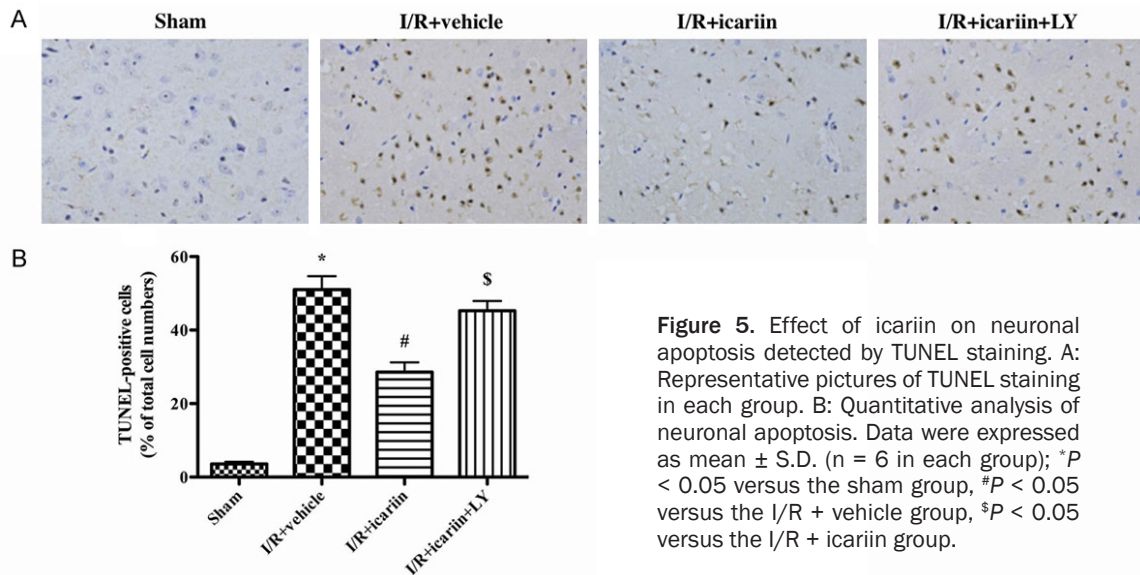 A
Sham
I/R+vehicle
I/R+icariin
I/R+icariin+LY
B
TUNEL-positive cells
(% of total cell numbers)
60
40
20
0
*
#
$
Sham
I/R+vehicle
I/R+icariin
I/R+icariin+LY
Figure 5. Effect of icariin on neuronal
apoptosis detected by TUNEL staining. A:
Representative pictures of TUNEL staining
in each group. B: Quantitative analysis of
neuronal apoptosis. Data were expressed
as mean ± S.D. (n = 6 in each group); *P
< 0.05 versus the sham group, #P < 0.05
versus the I/R + vehicle group, $P < 0.05
versus the I/R + icariin group.